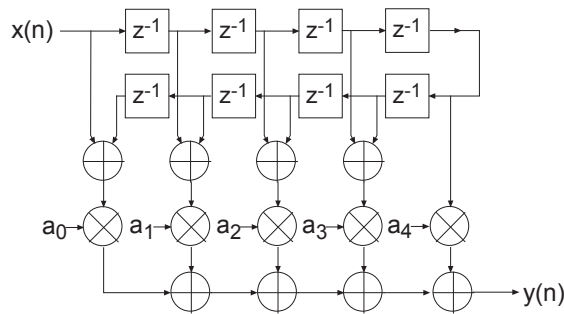 x(n) z⁻¹ z⁻¹ z⁻¹ z⁻¹
z⁻¹ z⁻¹ z⁻¹ z⁻¹
a₀ a₁ a₂ a₃ a₄
y(n)